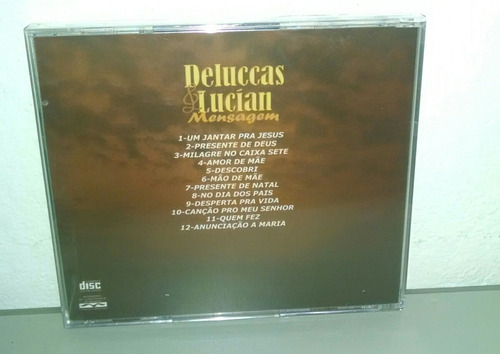 Deluccas
& Lucían
Mensagem
1-UM JANTAR PRA JESUS
2-PRESENTE DE DEUS
3-MILAGRE NO CAIXA SETE
4-AMOR DE MÃE
5-DESCOBRI
6-MÃO DE MÃE
7-PRESENTE DE NATAL
8-NO DIA DOS PAIS
9-DESPERTA PRA VIDA
10-CANÇÃO PRO MEU SENHOR
11-QUEM FEZ
12-ANUNCIAÇÃO A MARIA
disc